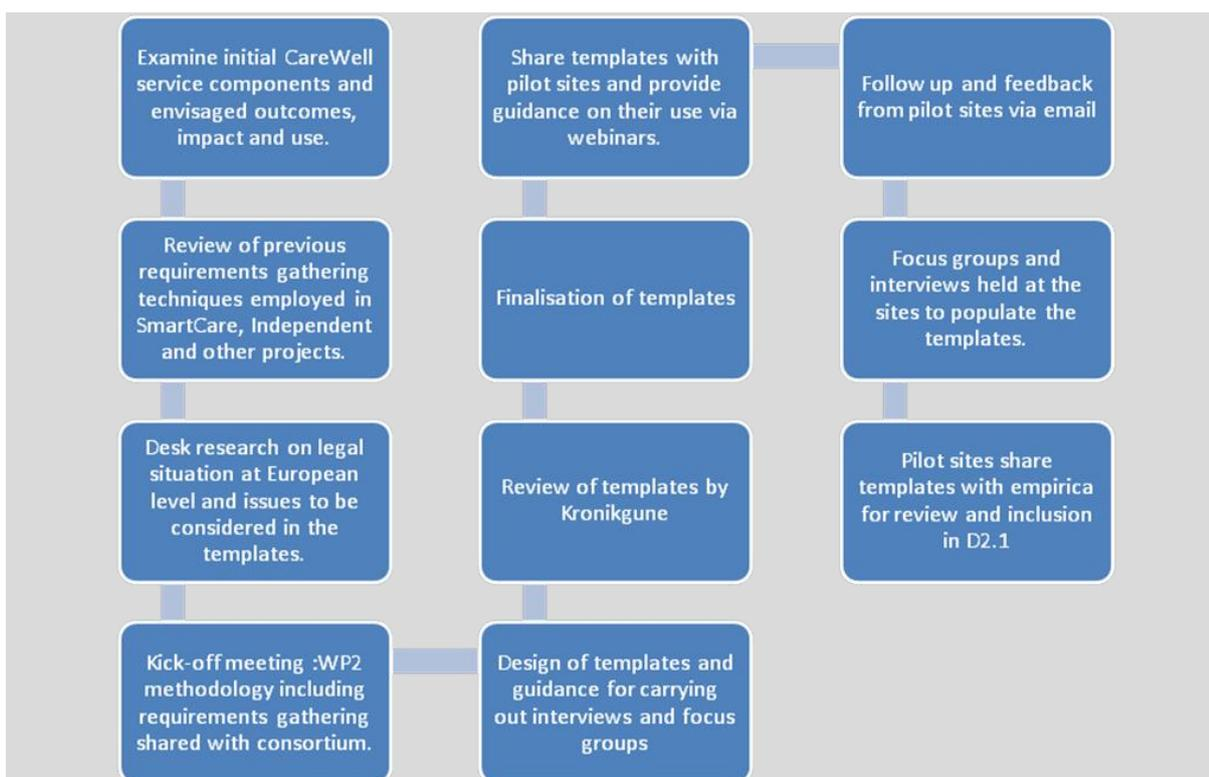 Examine initial CareWell
service components and
envisaged outcomes,
impact and use.
Review of previous
requirements gathering
techniques employed in
SmartCare, Independent
and other projects.
Desk research on legal
situation at European
level and issues to be
considered in the
templates.
Kick-off meeting :WP2
methodology including
requirements gathering
shared with consortium.
Design of templates and
guidance for carrying
out interviews and focus
groups
Review of templates by
Kronikgune
Finalisation of templates
Share templates with
pilot sites and provide
guidance on their use via
webinars.
Follow up and feedback
from pilot sites via email
Focus groups and
interviews held at the
sites to populate the
templates.
Pilot sites share
templates with empirica
for review and inclusion
in D2.1